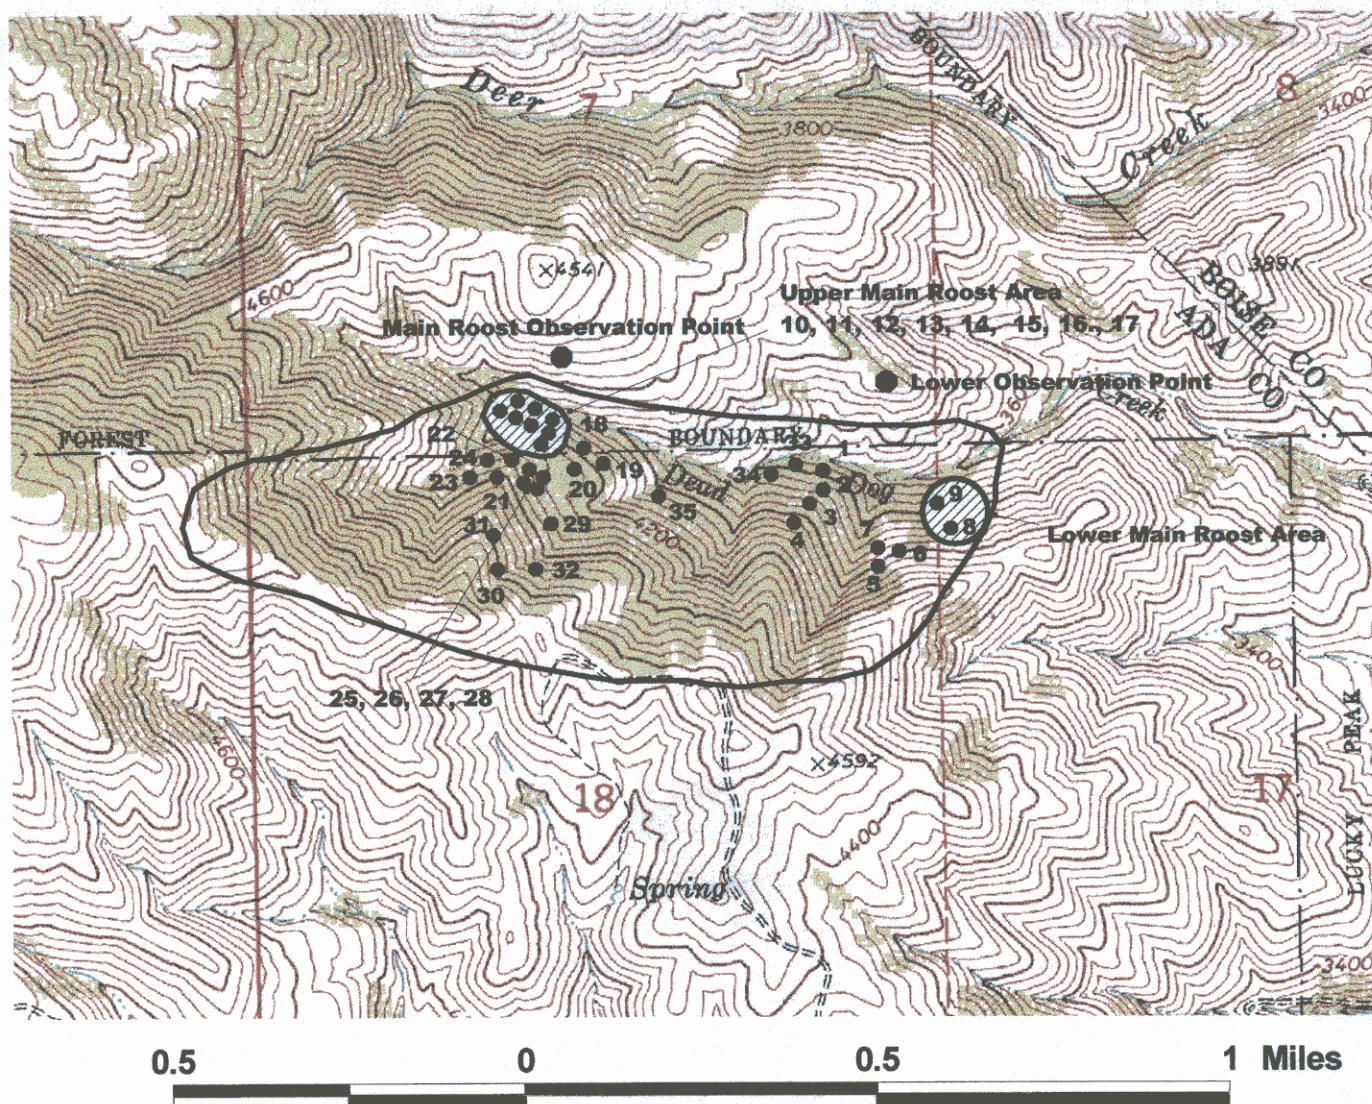 BOUNDARY
8
Deer
7
3400
3800
Creek
×4541
3891
4600
Upper Main Roost Area
BOISE CO
ADA CO
Main Roost Observation Point
10, 11, 12, 13, 14, 15, 16, 17
Lower Observation Point
Creek
3600
18
22
FOREST
BOUNDARY
2
1
24
19
34
23
21
20
Dead
Dog
9
35
3
31
29
4200
4
7
8
Lower Main Roost Area
6
32
5
30
3400
25, 26, 27, 28
LUCKY PEAK
4600
×4592
18
17
4400
Spring
3400
0.5 0 0.5 1 Miles